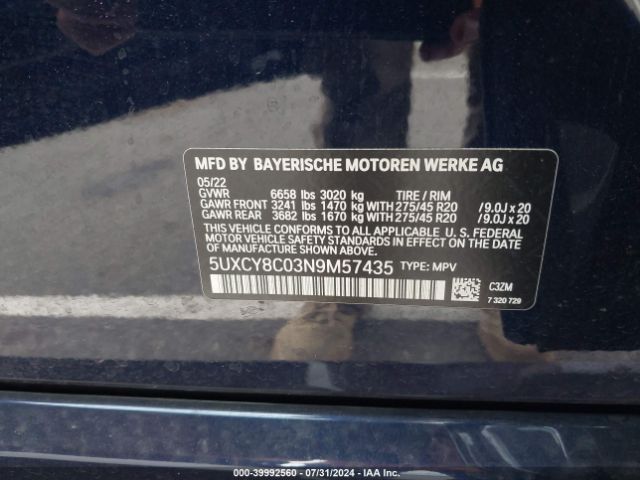 MFD BY BAYERISCHE MOTOREN WERKE AG
05/22
GVWR 6658 lbs 3020 kg TIRE / RIM
GAWR FRONT 3241 lbs 1470 kg WITH 275/45 R20 / 9.0J x 20
GAWR REAR 3682 lbs 1670 kg WITH 275/45 R20 / 9.0J x 20
THIS VEHICLE CONFORMS TO ALL APPLICABLE U. S. FEDERAL
MOTOR VEHICLE SAFETY STANDARDS IN EFFECT ON THE DATE
OF MANUFACTURE SHOWN ABOVE.
5UXCY8C03N9M57435 TYPE: MPV
C3ZM
7 320 729
000-39992560 - 07/31/2024 - IAA Inc.